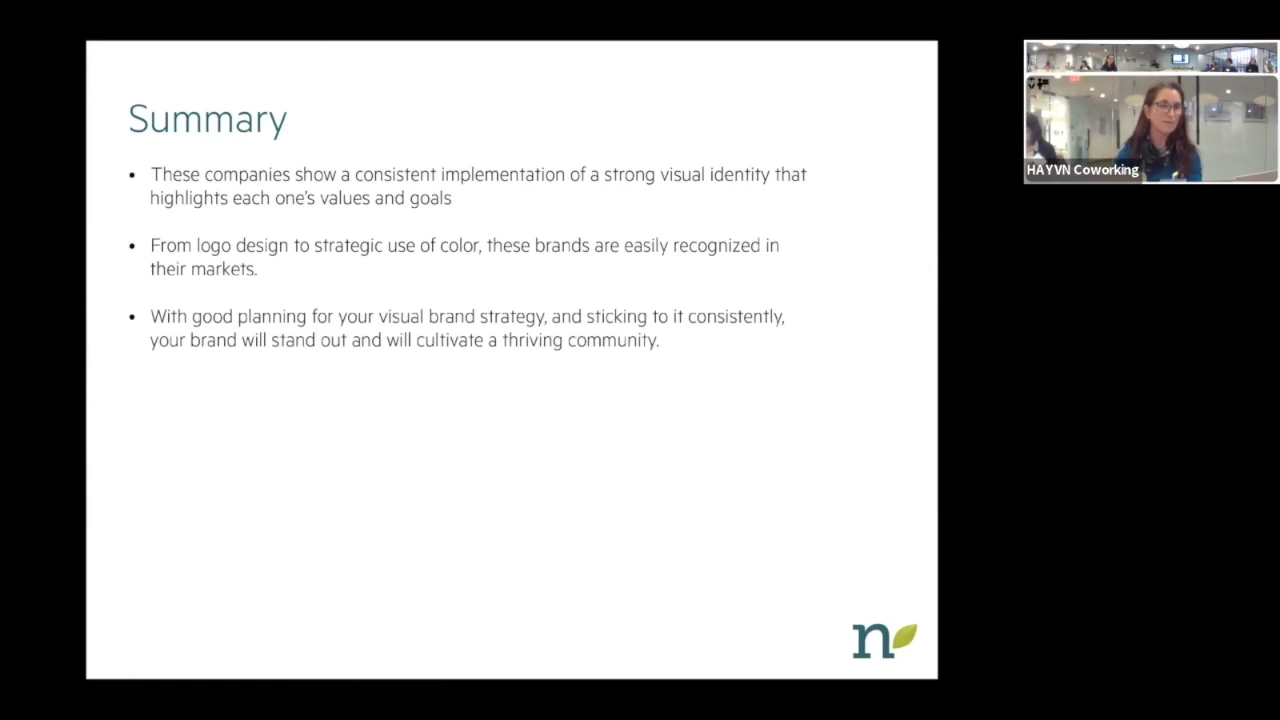 Summary
• These companies show a consistent implementation of a strong visual identity that
highlights each one's values and goals
• From logo design to strategic use of color, these brands are easily recognized in
their markets.
• With good planning for your visual brand strategy, and sticking to it consistently,
your brand will stand out and will cultivate a thriving community.
n
HAYVN Coworking